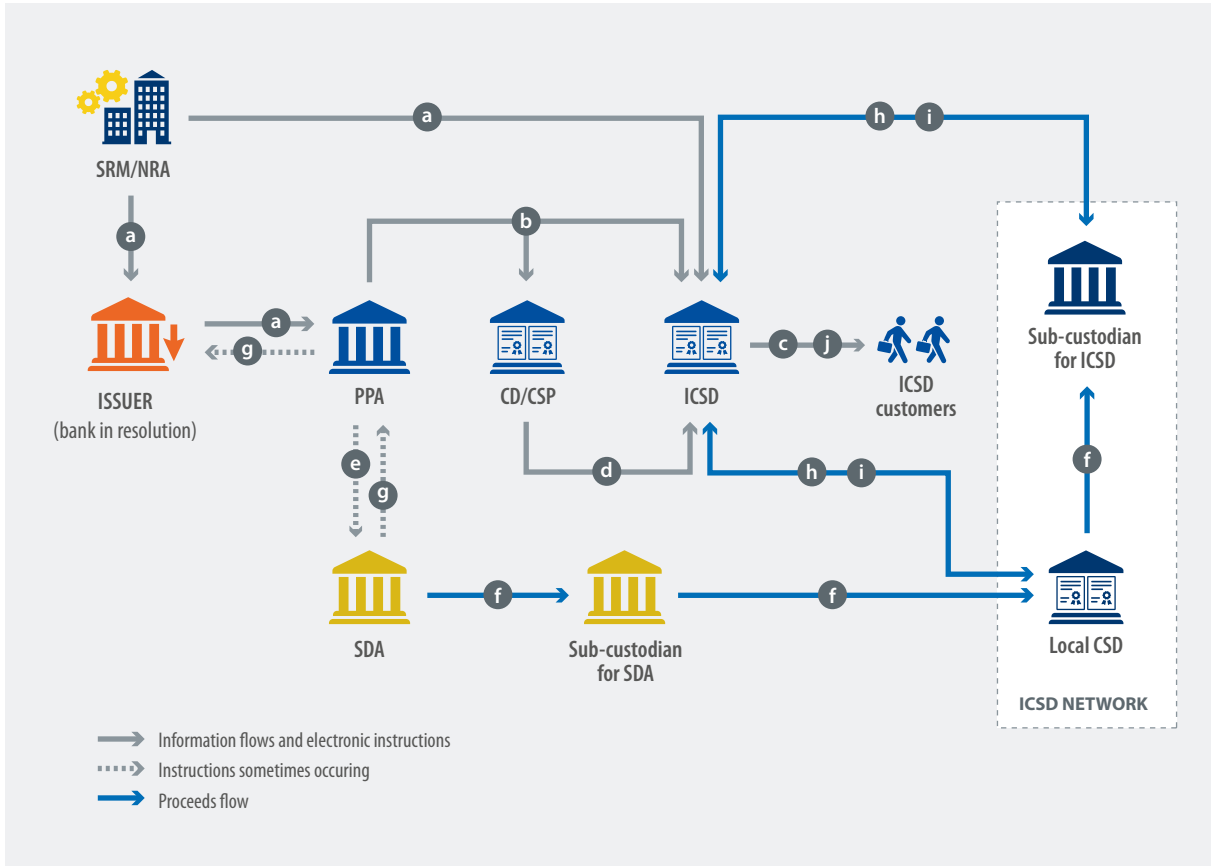 a
h i
SRM/NRA
a
b
a
g
c j
ISSUER
(bank in resolution)
PPA
CD/CSP
ICSD
ICSD
customers
Sub-custodian
for ICSD
e
g
d
h i
f
f
f
SDA
Sub-custodian
for SDA
Local CSD
ICSD NETWORK
Information flows and electronic instructions
Instructions sometimes occuring
Proceeds flow